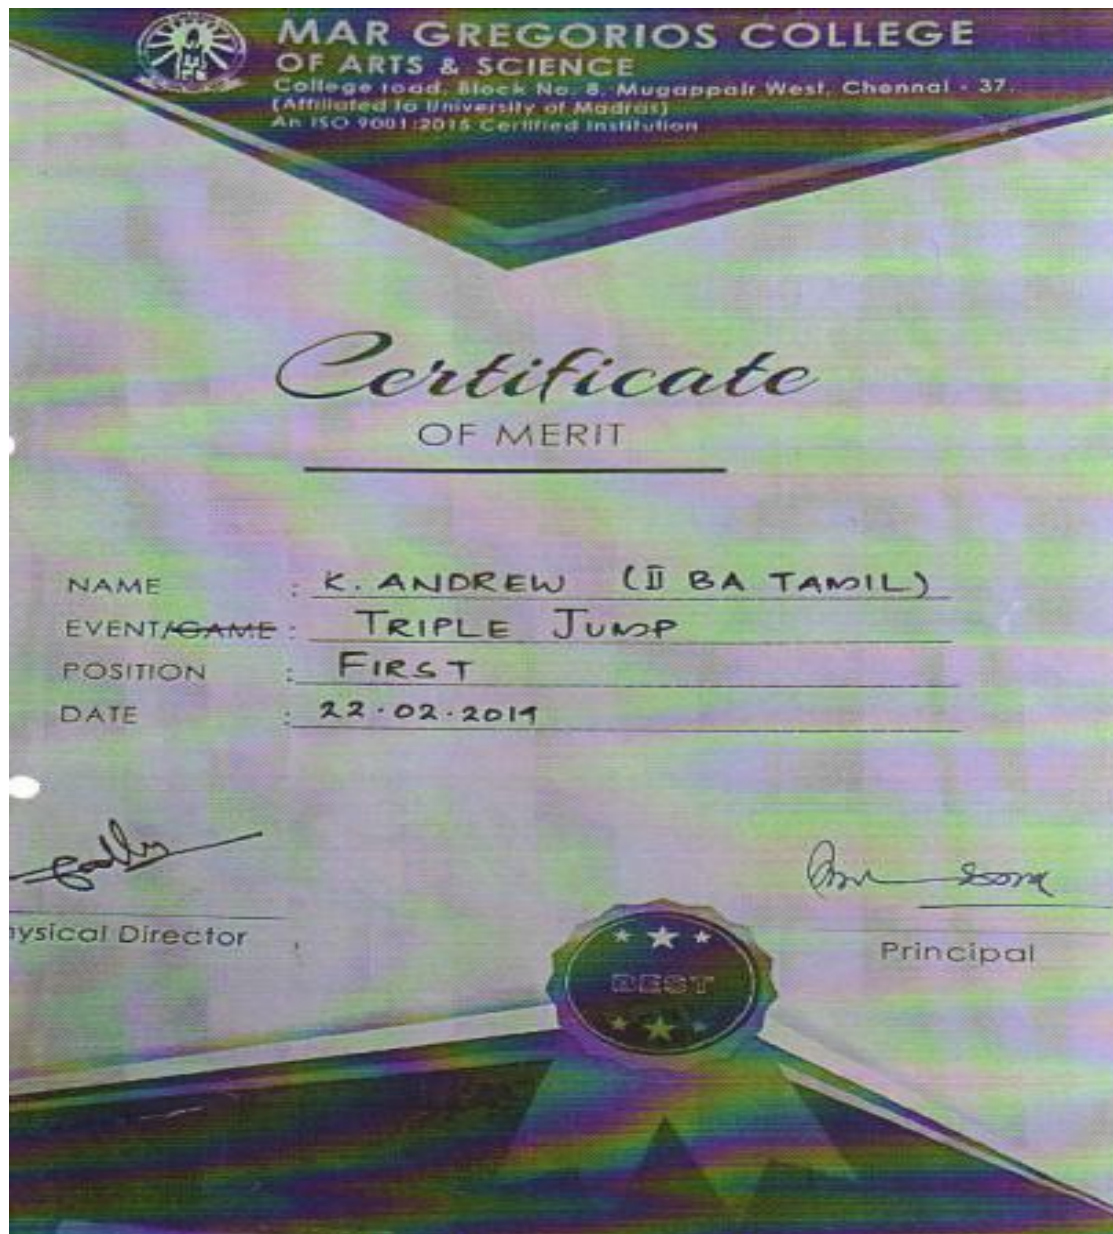 MAR GREGORIOS COLLEGE
OF ARTS & SCIENCE
College road, Block No. 8, Mugappair West, Chennai - 37.
(Affiliated to University of Madras)
An ISO 9001:2015 Certified Institution
Certificate
OF MERIT
NAME : K. ANDREW (II BA TAMIL)
EVENT/GAME : TRIPLE JUMP
POSITION : FIRST
DATE : 22.02.2019
ysical Director
Principal
BEST